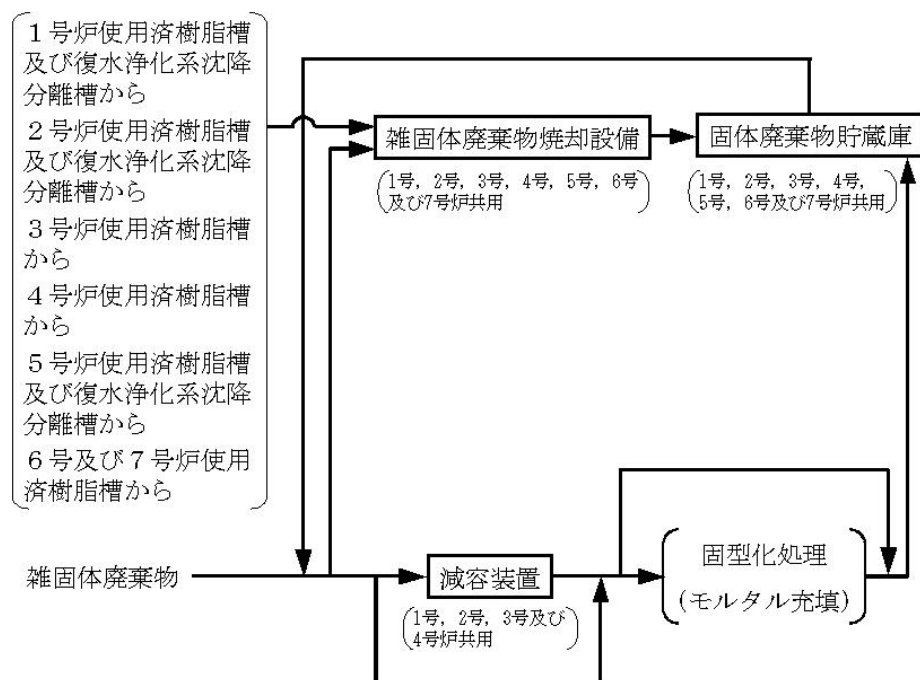 1号炉使用済樹脂槽
及び復水浄化系沈降
分離槽から
2号炉使用済樹脂槽
及び復水浄化系沈降
分離槽から
3号炉使用済樹脂槽
から
4号炉使用済樹脂槽
から
5号炉使用済樹脂槽
及び復水浄化系沈降
分離槽から
6号及び7号炉使用
済樹脂槽から
雑固体廃棄物焼却設備
(1号, 2号, 3号, 4号, 5号, 6号
及び7号炉共用)
固体廃棄物貯蔵庫
(1号, 2号, 3号, 4号,
5号, 6号及び7号炉共用)
雑固体廃棄物
減容装置
(1号, 2号, 3号及び
4号炉共用)
固型化処理
(モルタル充填)